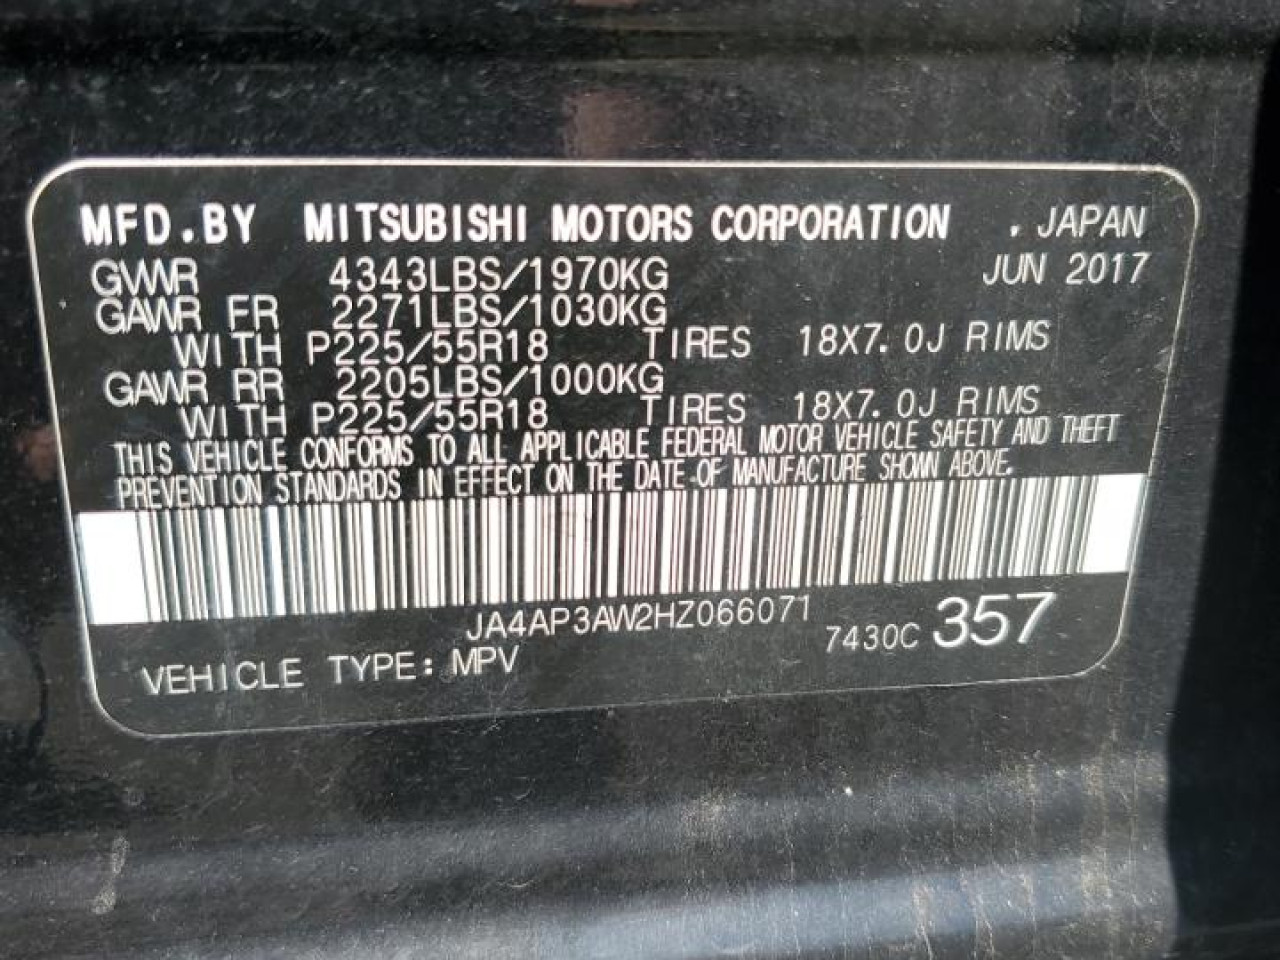 MFD.BY MITSUBISHI MOTORS CORPORATION . JAPAN
GVWR 4343LBS/1970KG JUN 2017
GAWR FR 2271LBS/1030KG
WITH P225/55R18 TIRES 18X7.0J RIMS
GAWR RR 2205LBS/1000KG
WITH P225/55R18 TIRES 18X7.0J RIMS
THIS VEHICLE CONFORMS TO ALL APPLICABLE FEDERAL MOTOR VEHICLE SAFETY AND THEFT
PREVENTION STANDARDS IN EFFECT ON THE DATE OF MANUFACTURE SHOWN ABOVE.
JA4AP3AW2HZ066071 7430C 357
VEHICLE TYPE: MPV